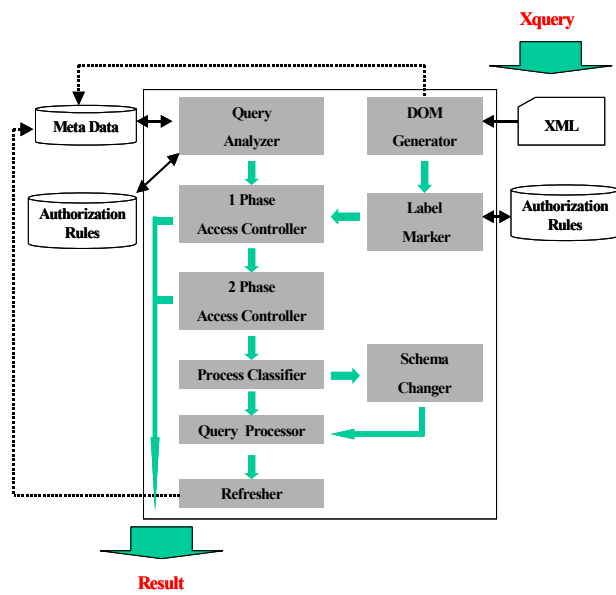 Xquery
Meta Data
Query
Analyzer
DOM
Generator
XML
Authorization
Rules
1 Phase
Access Controller
Label
Marker
Authorization
Rules
2 Phase
Access Controller
Process Classifier
Schema
Changer
Query Processor
Refresher
Result